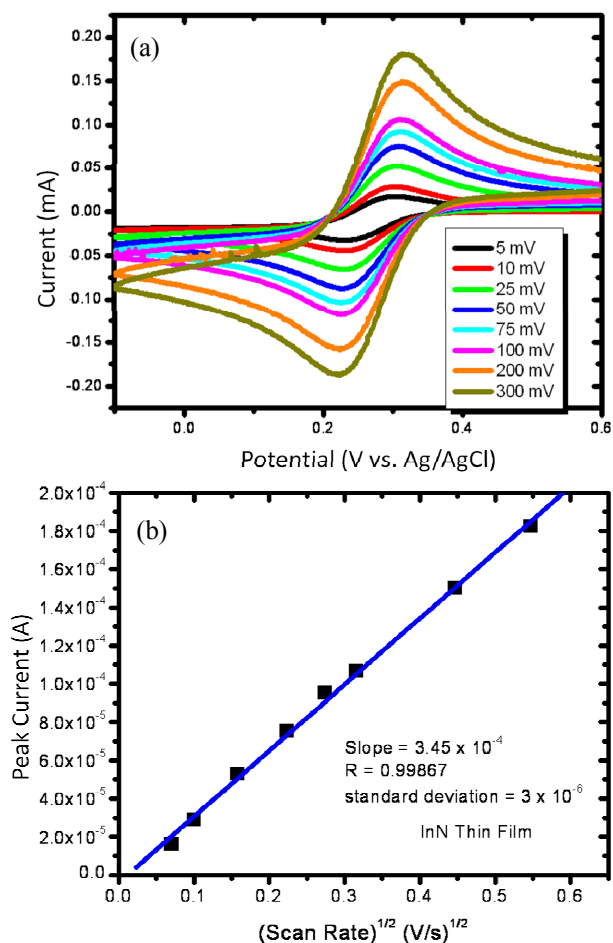 (a)
0.20
0.15
0.10
0.05
0.00
-0.05
-0.10
-0.15
-0.20
Current (mA)
5 mV
10 mV
25 mV
50 mV
75 mV
100 mV
200 mV
300 mV
0.0 0.2 0.4 0.6
Potential (V vs. Ag/AgCl)
(b)
2.0x10⁻⁴
1.8x10⁻⁴
1.6x10⁻⁴
1.4x10⁻⁴
1.2x10⁻⁴
1.0x10⁻⁴
8.0x10⁻⁵
6.0x10⁻⁵
4.0x10⁻⁵
2.0x10⁻⁵
0.0
Peak Current (A)
Slope = 3.45 x 10⁻⁴
R = 0.99867
standard deviation = 3 x 10⁻⁶
InN Thin Film
0.0 0.1 0.2 0.3 0.4 0.5 0.6
(Scan Rate)¹ᐟ² (V/s)¹ᐟ²